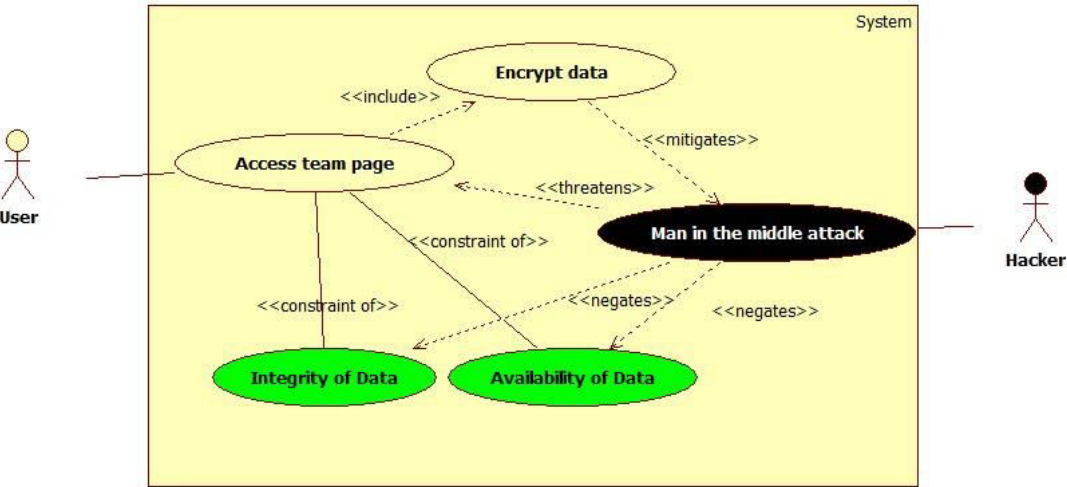 System
Encrypt data
<<include>>
<<mitigates>>
Access team page
<<threatens>>
User
Man in the middle attack
<<constraint of>>
Hacker
<<constraint of>>
<<negates>>
<<negates>>
Integrity of Data
Availability of Data